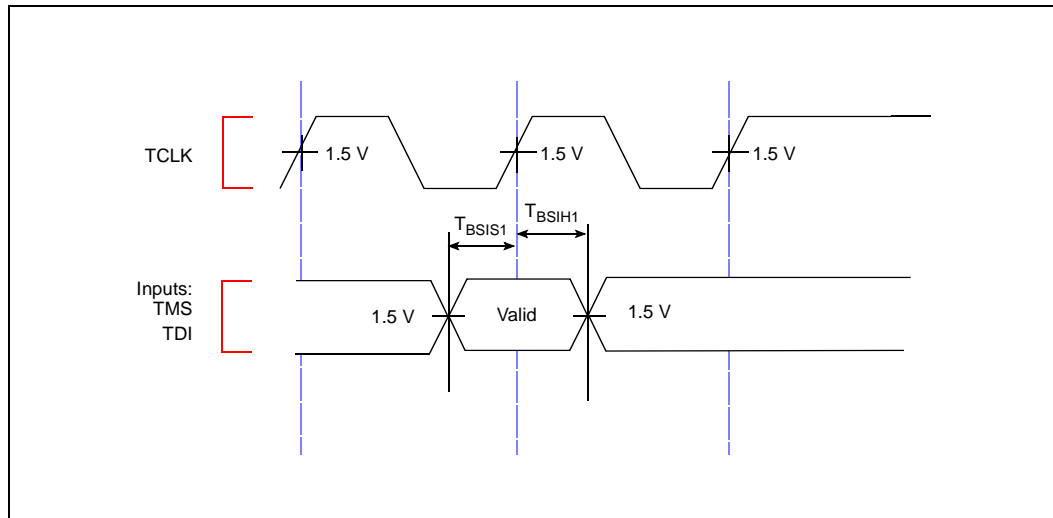 TCLK
1.5 V
1.5 V
1.5 V
TBSIS1
TBSIH1
Inputs:
TMS
TDI
1.5 V
Valid
1.5 V